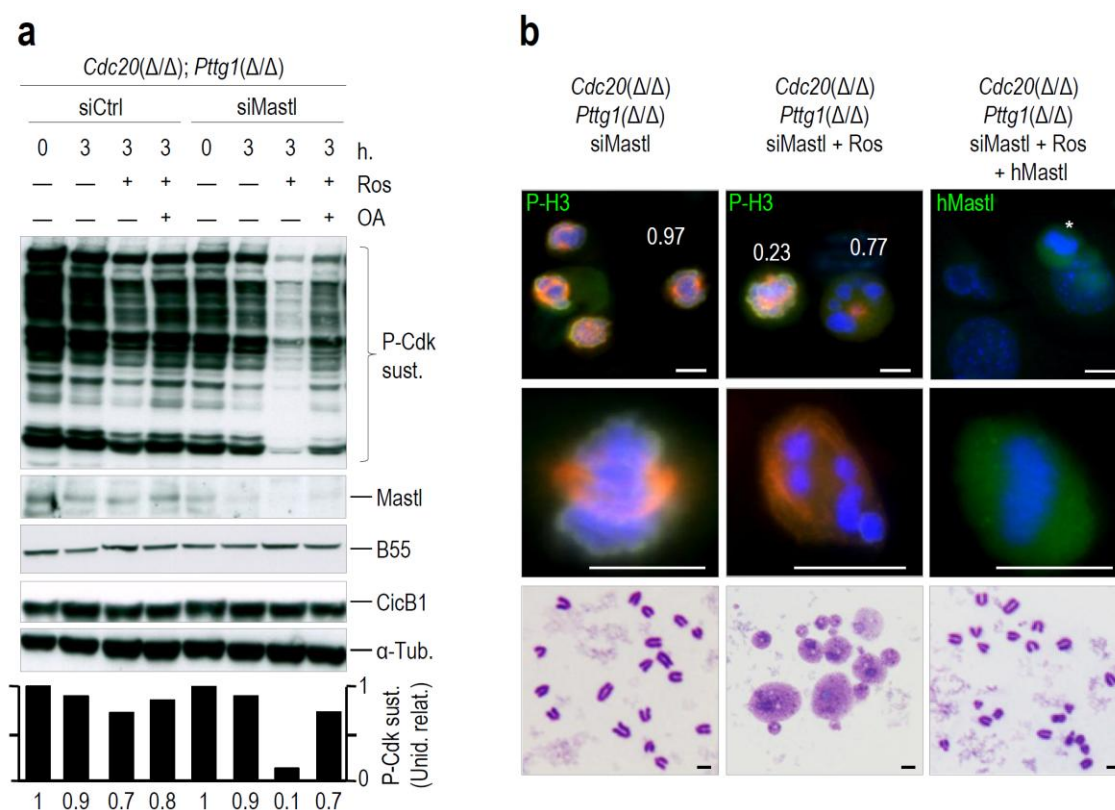 a
Cdc20(Δ/Δ); Pttg1(Δ/Δ)
siCtrl siMastl
0 3 3 3 0 3 3 3 h.
— — + + — — + + Ros
— — — + — — — + OA
P-Cdk
sust.
Mastl
B55
CicB1
α-Tub.
1
0
P-Cdk sust.
(Unid. relat.)
1 0.9 0.7 0.8 1 0.9 0.1 0.7
b
Cdc20(Δ/Δ)
Pttg1(Δ/Δ)
siMastl
Cdc20(Δ/Δ)
Pttg1(Δ/Δ)
siMastl + Ros
Cdc20(Δ/Δ)
Pttg1(Δ/Δ)
siMastl + Ros
+ hMastl
P-H3
0.97
P-H3
0.23
0.77
hMastl
*